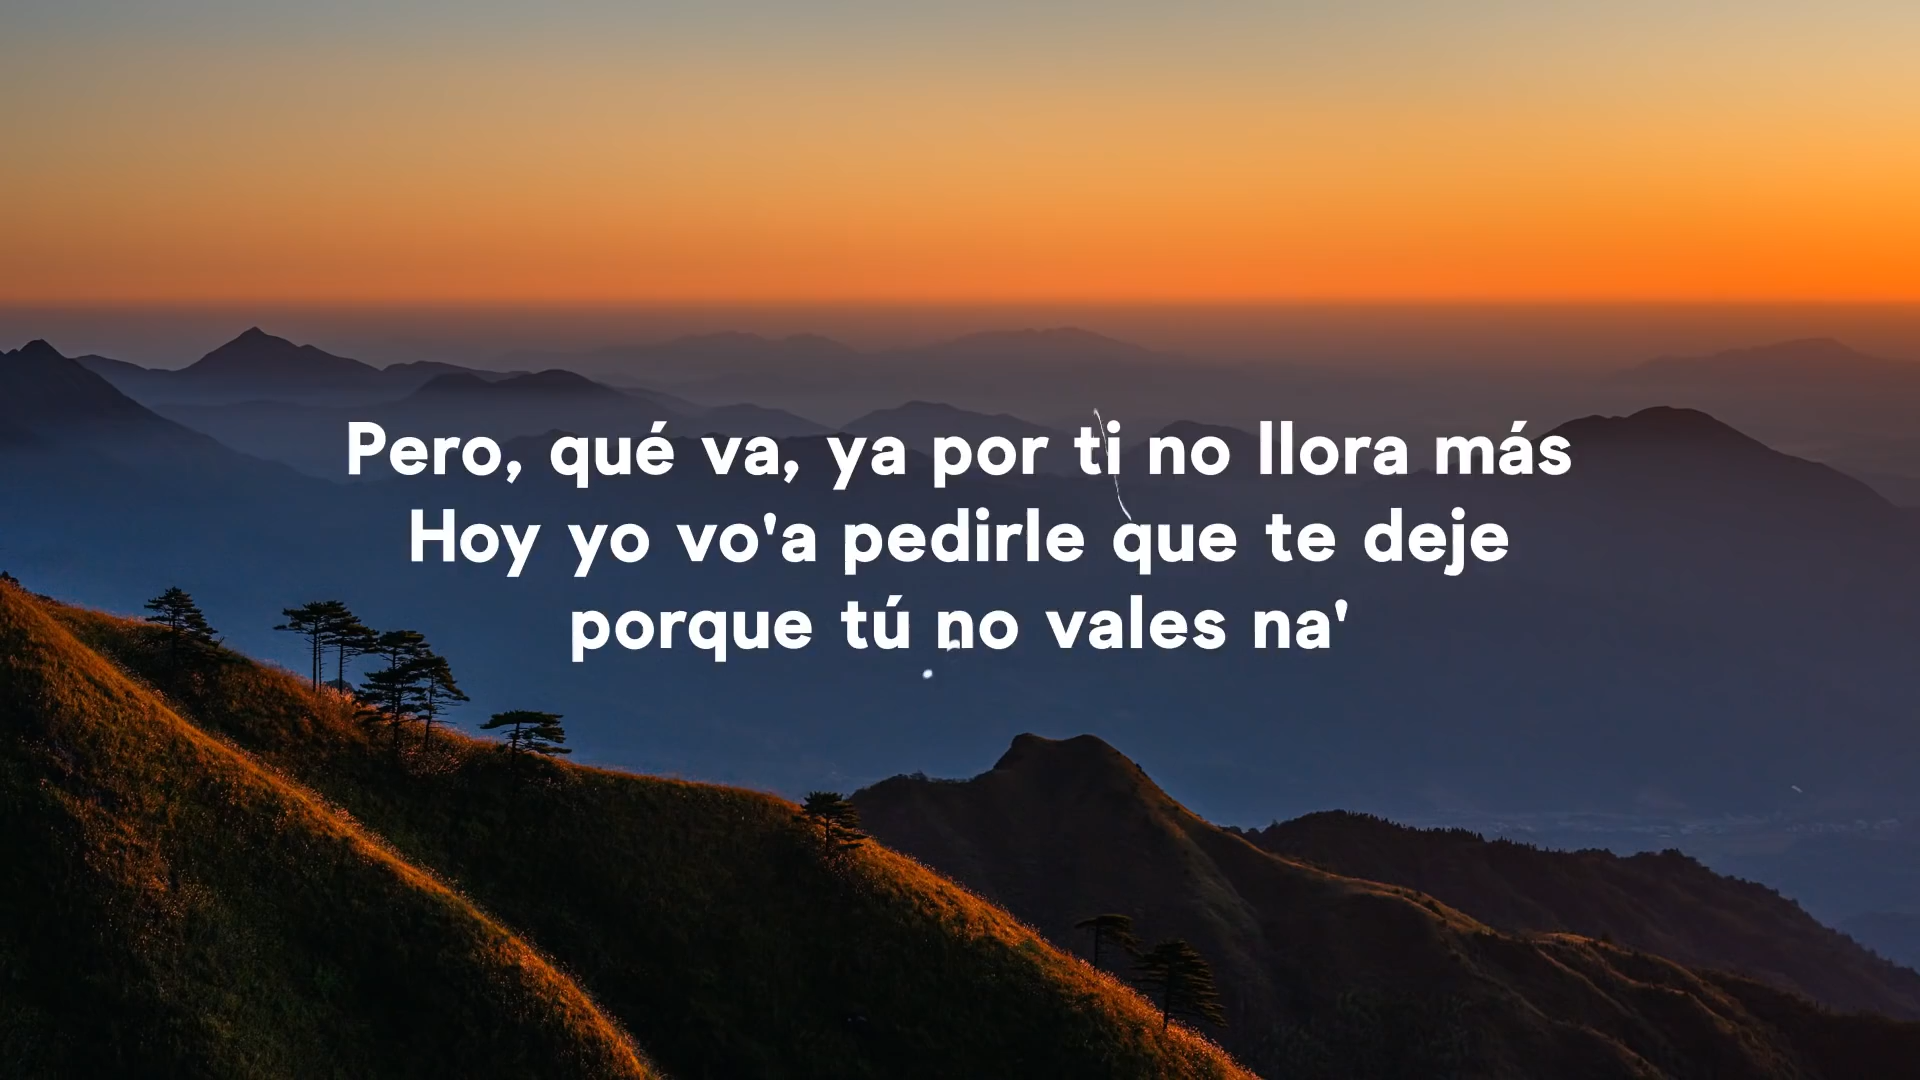 Pero, qué va, ya por ti no llora más
Hoy yo vo'a pedirle que te deje
porque tú no vales na'